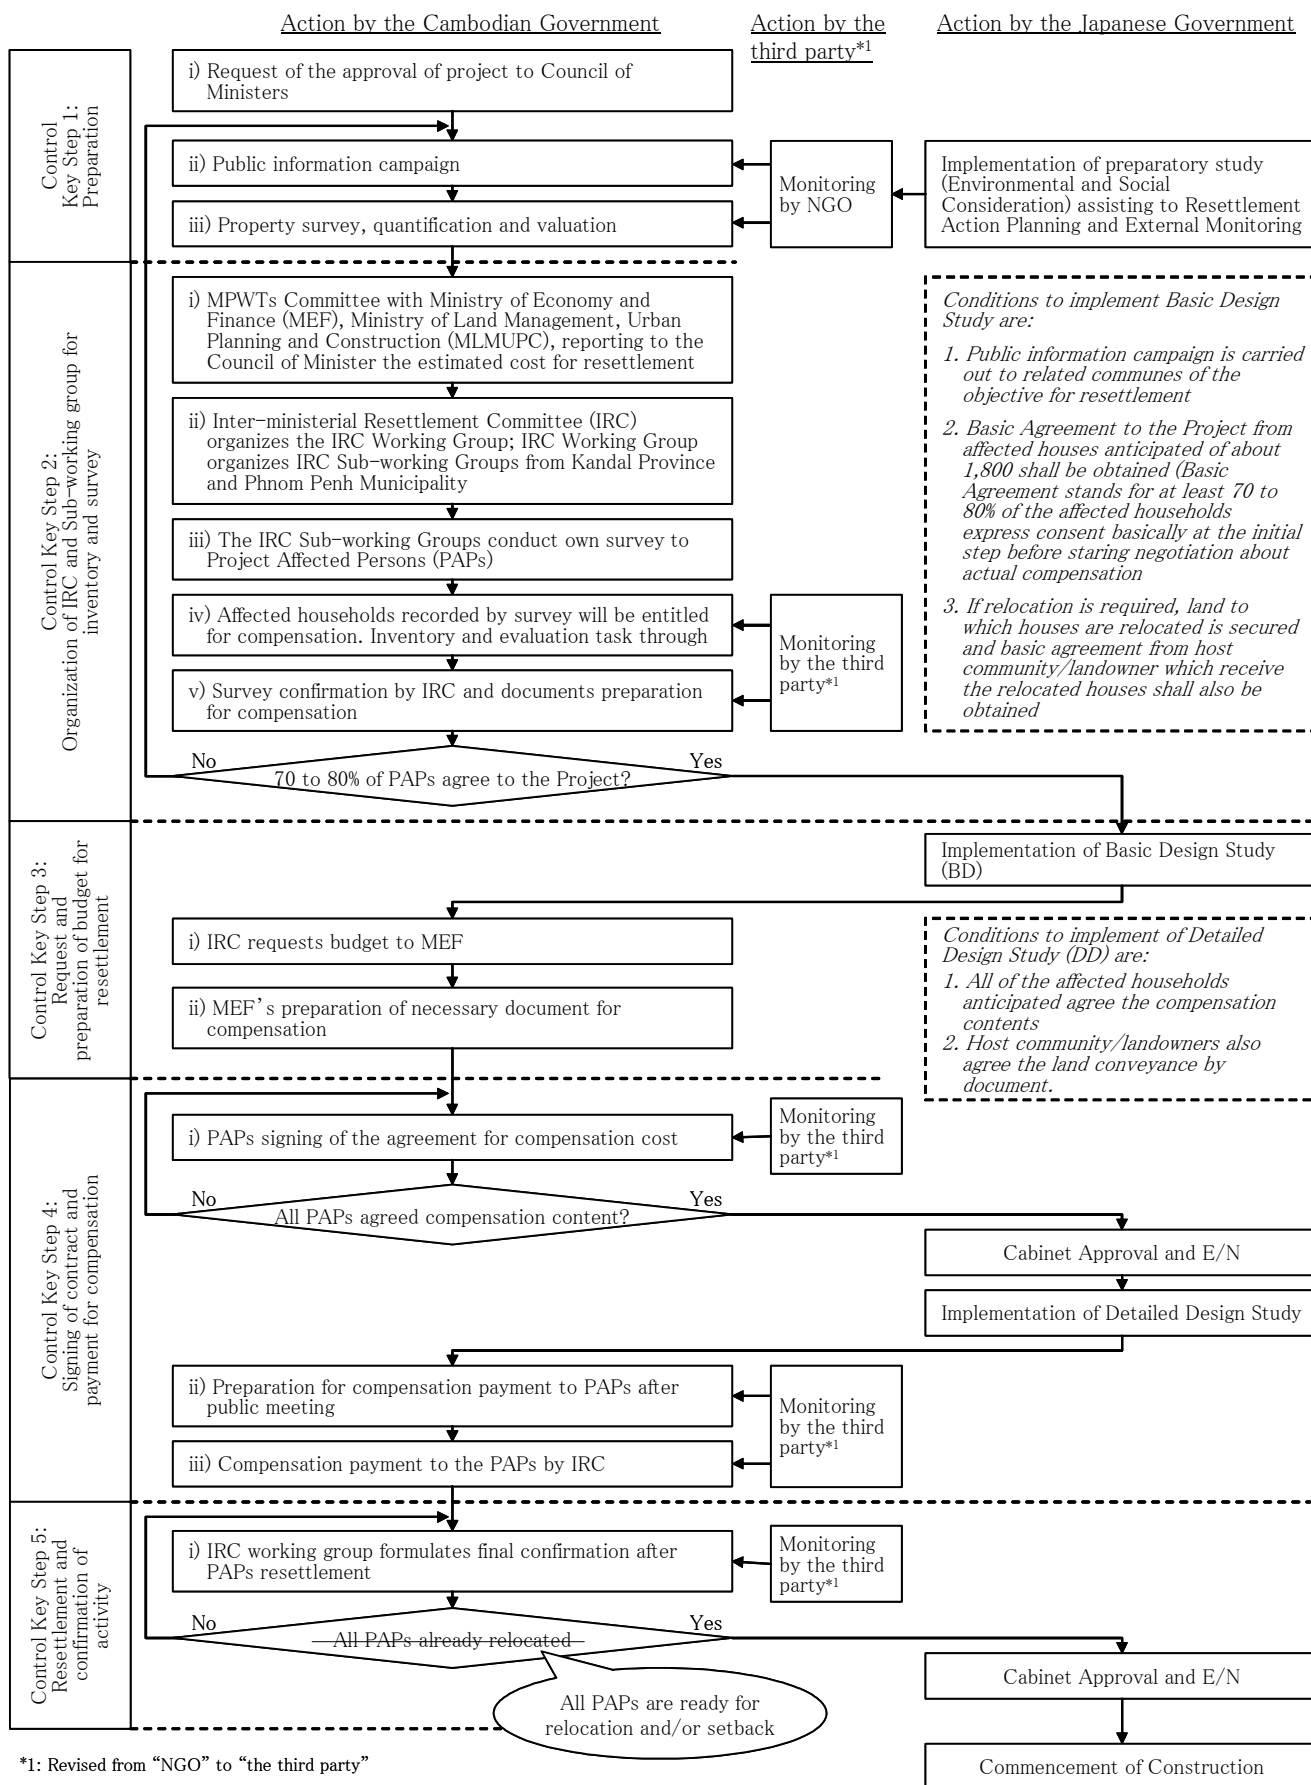 Action by the Cambodian Government
Action by the
third party*1
Action by the Japanese Government
Control
Key Step 1:
Preparation
i) Request of the approval of project to Council of
Ministers
ii) Public information campaign
iii) Property survey, quantification and valuation
Monitoring
by NGO
Implementation of preparatory study
(Environmental and Social
Consideration) assisting to Resettlement
Action Planning and External Monitoring
Control Key Step 2:
Organization of IRC and Sub-working group for
inventory and survey
i) MPWTs Committee with Ministry of Economy and
Finance (MEF), Ministry of Land Management, Urban
Planning and Construction (MLMUPC), reporting to the
Council of Minister the estimated cost for resettlement
ii) Inter-ministerial Resettlement Committee (IRC)
organizes the IRC Working Group; IRC Working Group
organizes IRC Sub-working Groups from Kandal Province
and Phnom Penh Municipality
iii) The IRC Sub-working Groups conduct own survey to
Project Affected Persons (PAPs)
iv) Affected households recorded by survey will be entitled
for compensation. Inventory and evaluation task through
v) Survey confirmation by IRC and documents preparation
for compensation
Monitoring
by the third
party*1
Conditions to implement Basic Design
Study are:
1. Public information campaign is carried
out to related communes of the
objective for resettlement
2. Basic Agreement to the Project from
affected houses anticipated of about
1,800 shall be obtained (Basic
Agreement stands for at least 70 to
80% of the affected households
express consent basically at the initial
step before staring negotiation about
actual compensation
3. If relocation is required, land to
which houses are relocated is secured
and basic agreement from host
community/landowner which receive
the relocated houses shall also be
obtained
No
70 to 80% of PAPs agree to the Project?
Yes
Control Key Step 3:
Request and
preparation of budget for
resettlement
Implementation of Basic Design Study
(BD)
i) IRC requests budget to MEF
ii) MEF's preparation of necessary document for
compensation
Conditions to implement of Detailed
Design Study (DD) are:
1. All of the affected households
anticipated agree the compensation
contents
2. Host community/landowners also
agree the land conveyance by
document.
Control Key Step 4:
Signing of contract and
payment for compensation
i) PAPs signing of the agreement for compensation cost
Monitoring
by the third
party*1
No
All PAPs agreed compensation content?
Yes
Cabinet Approval and E/N
Implementation of Detailed Design Study
ii) Preparation for compensation payment to PAPs after
public meeting
iii) Compensation payment to the PAPs by IRC
Monitoring
by the third
party*1
Control Key Step 5:
Resettlement and
confirmation of
activity
i) IRC working group formulates final confirmation after
PAPs resettlement
Monitoring
by the third
party*1
No
All PAPs already relocated
Yes
All PAPs are ready for
relocation and/or setback
Cabinet Approval and E/N
Commencement of Construction
*1: Revised from “NGO” to “the third party”